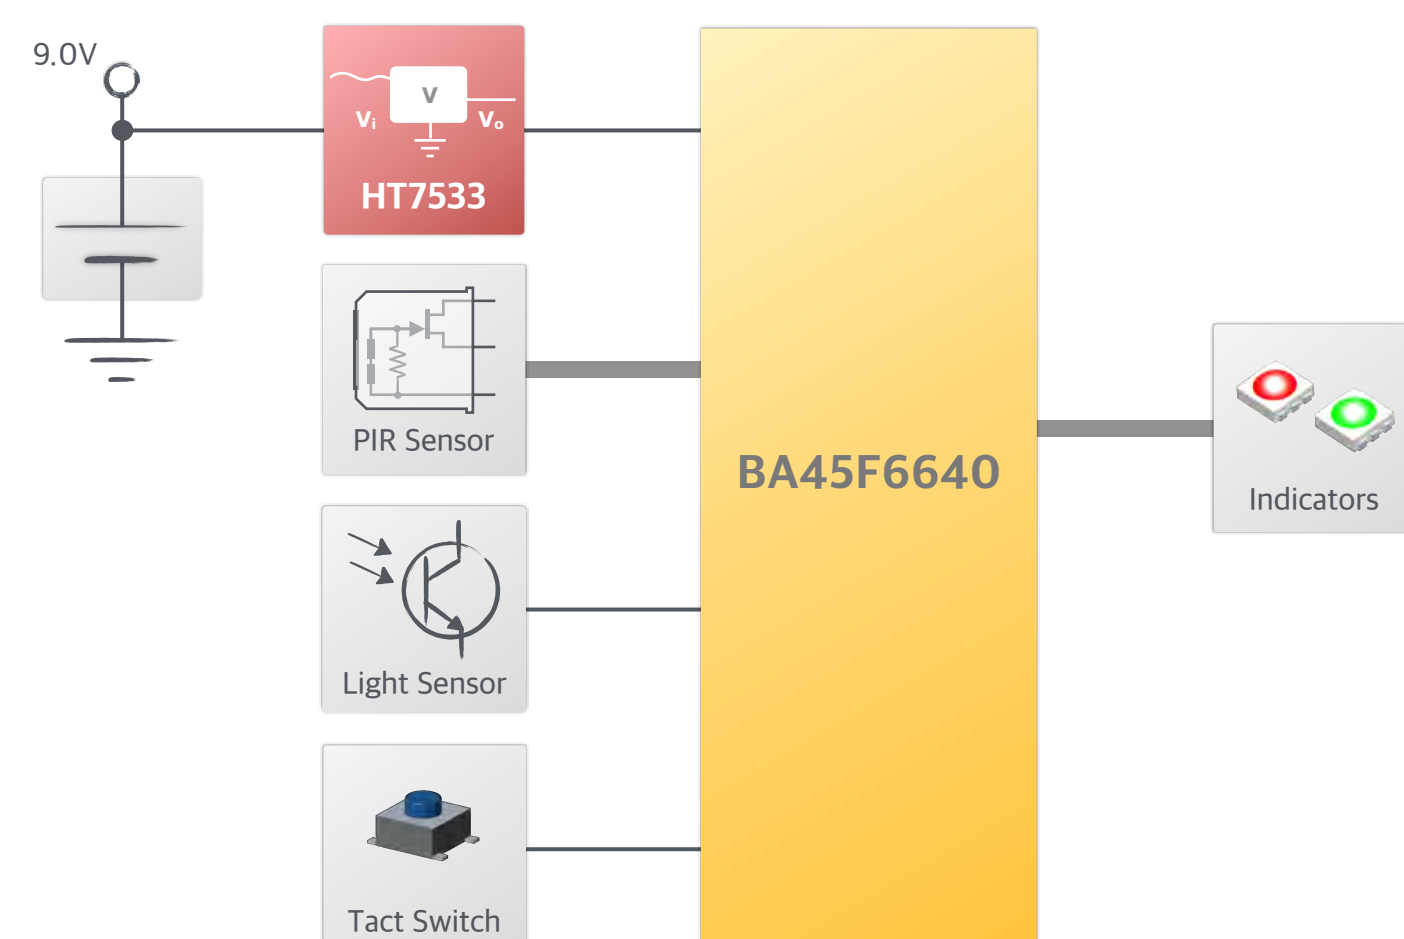 9.0V
V
Vi
Vo
HT7533
PIR Sensor
BA45F6640
Indicators
Light Sensor
Tact Switch